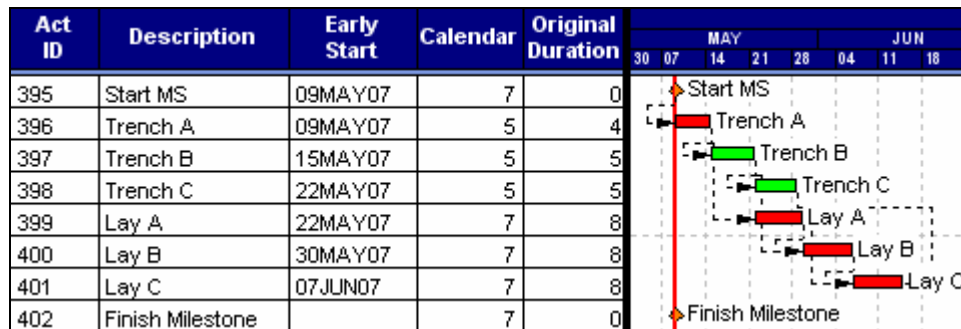 Act ID Description Early Start Calendar Original Duration
MAY JUN
30 07 14 21 28 04 11 18
395 Start MS 09MAY07 7 0 Start MS
396 Trench A 09MAY07 5 4 Trench A
397 Trench B 15MAY07 5 5 Trench B
398 Trench C 22MAY07 5 5 Trench C
399 Lay A 22MAY07 7 8 Lay A
400 Lay B 30MAY07 7 8 Lay B
401 Lay C 07JUN07 7 8 Lay C
402 Finish Milestone 7 0 Finish Milestone